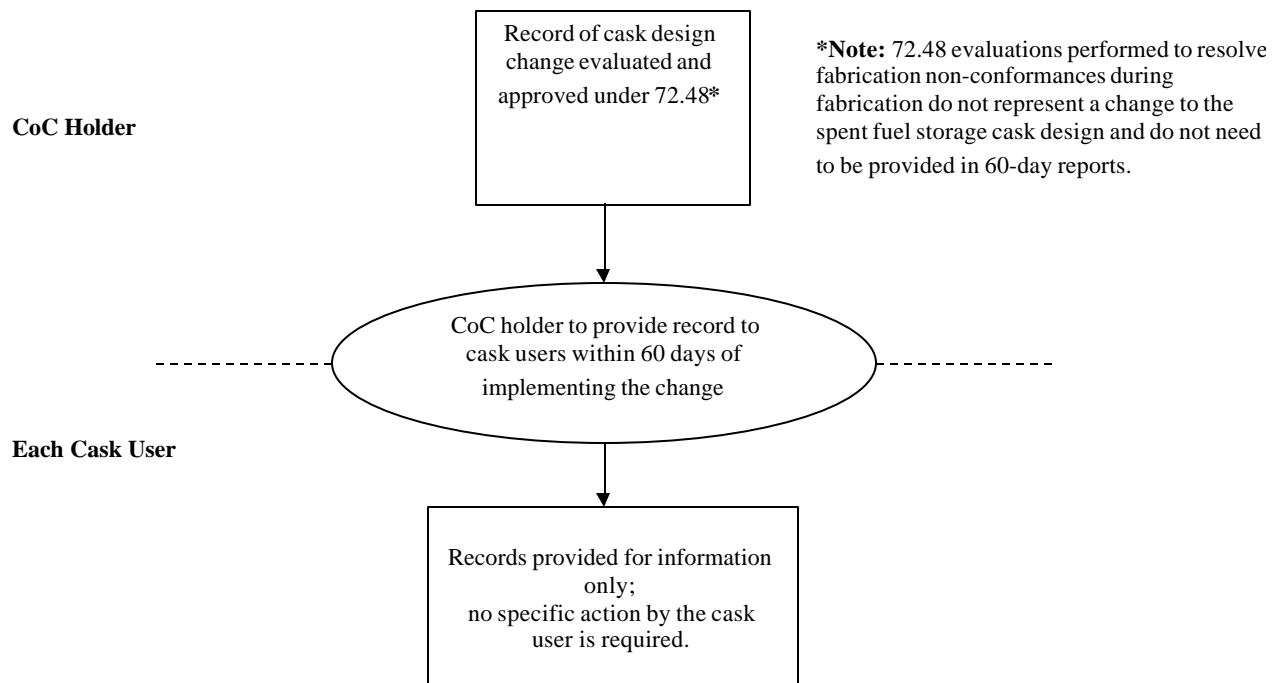 Record of cask design
change evaluated and
approved under 72.48*
*Note: 72.48 evaluations performed to resolve
fabrication non-conformances during
fabrication do not represent a change to the
spent fuel storage cask design and do not need
to be provided in 60-day reports.
CoC Holder
CoC holder to provide record to
cask users within 60 days of
implementing the change
Each Cask User
Records provided for information
only;
no specific action by the cask
user is required.